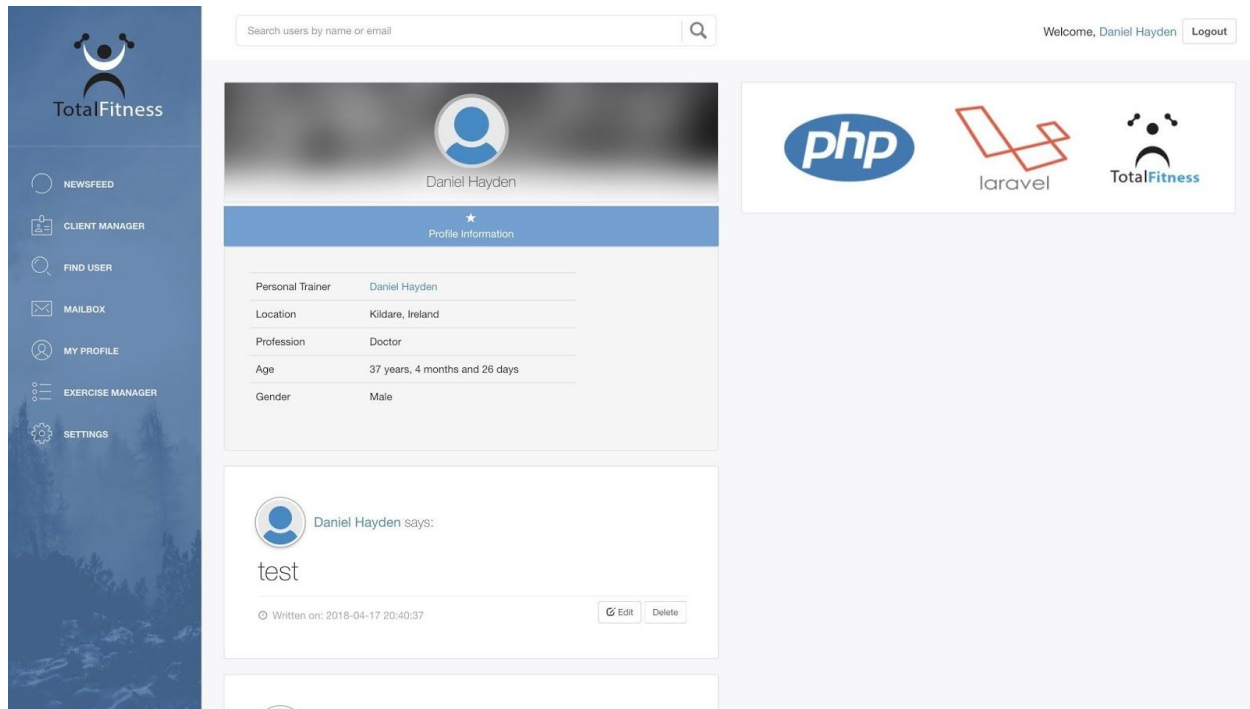 TotalFitness
NEWSFEED
CLIENT MANAGER
FIND USER
MAILBOX
MY PROFILE
EXERCISE MANAGER
SETTINGS
Search users by name or email
Welcome, Daniel Hayden Logout
Daniel Hayden
Profile Information
Personal Trainer Daniel Hayden
Location Kildare, Ireland
Profession Doctor
Age 37 years, 4 months and 26 days
Gender Male
Daniel Hayden says:
test
Written on: 2018-04-17 20:40:37 Edit Delete
php
laravel
TotalFitness